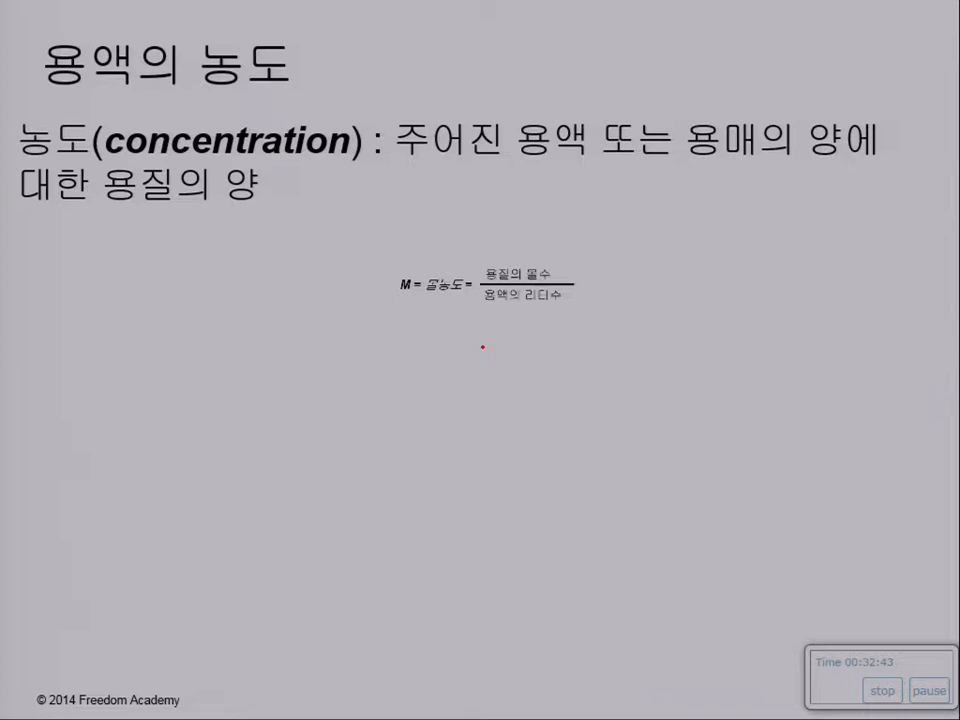 용액의 농도
농도(concentration) : 주어진 용액 또는 용매의 양에
대한 용질의 양
M = 몰농도 =
용질의 몰수
용액의 리터수
Time 00:32:43
stop pause
© 2014 Freedom Academy